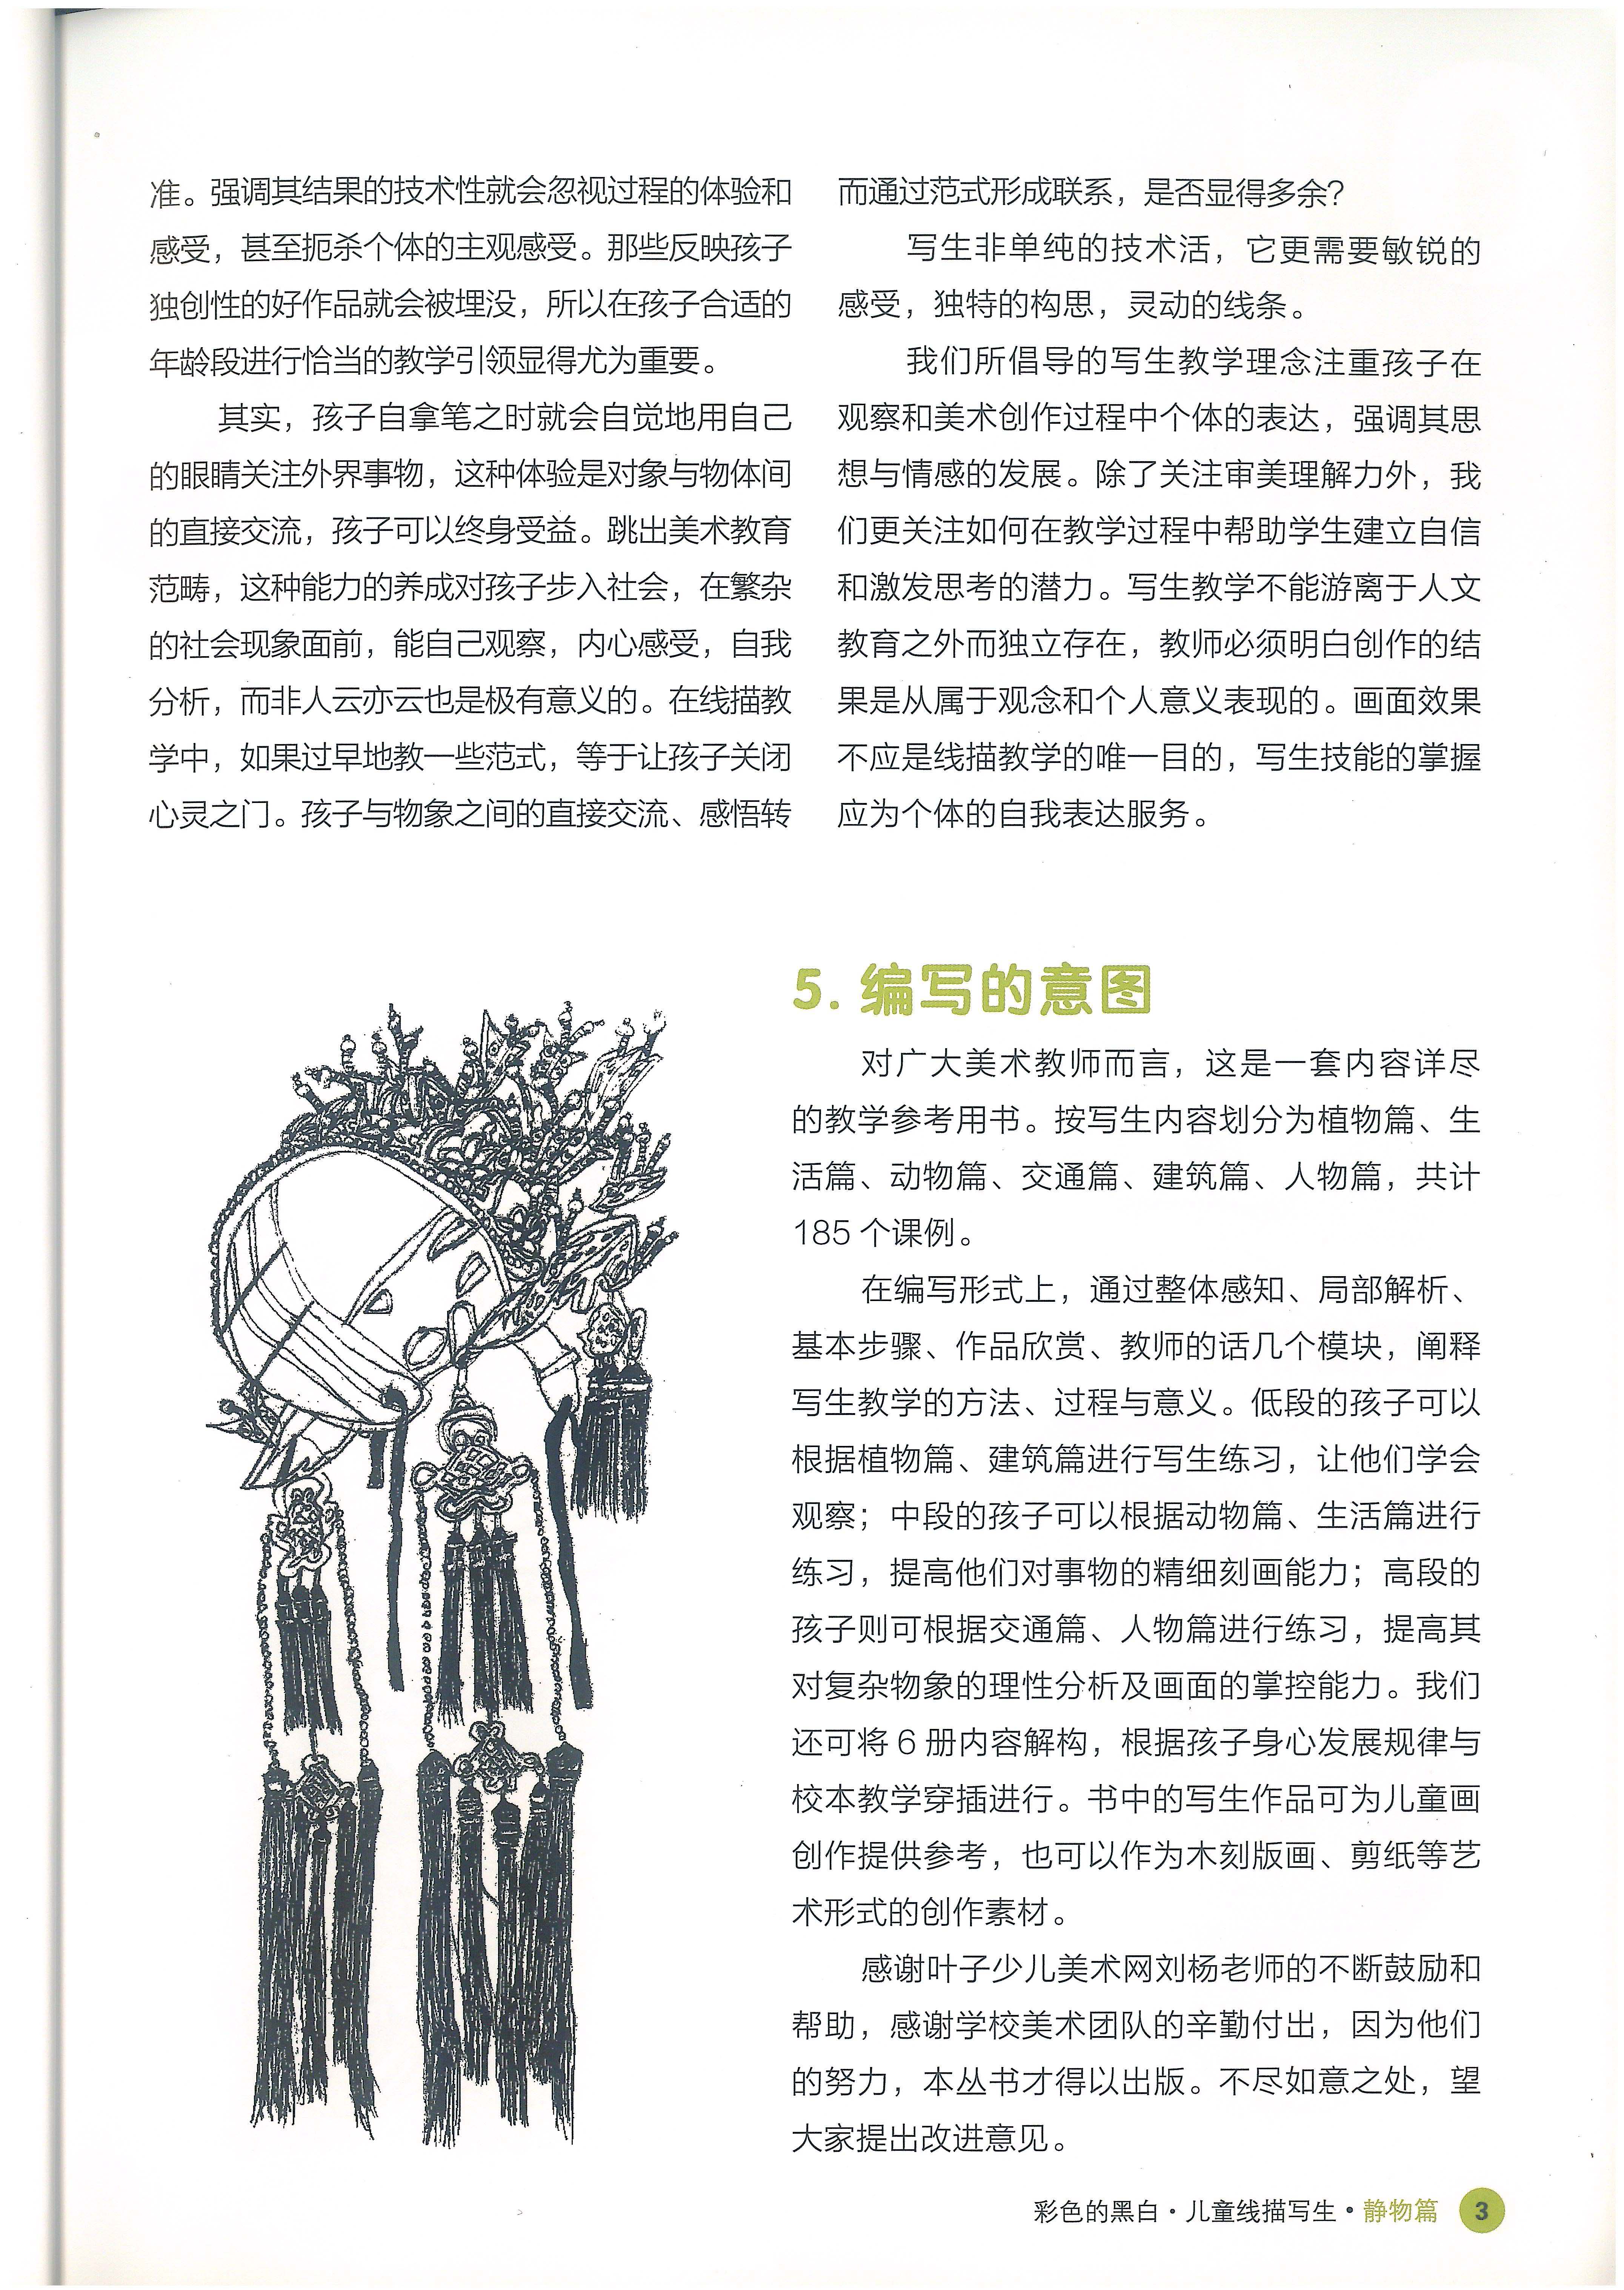 准。强调其结果的技术性就会忽视过程的体验和
感受，甚至扼杀个体的主观感受。那些反映孩子
独创性的好作品就会被埋没，所以在孩子合适的
年龄段进行恰当的教学引领显得尤为重要。
其实，孩子自拿笔之时就会自觉地用自己
的眼睛关注外界事物，这种体验是对象与物体间
的直接交流，孩子可以终身受益。跳出美术教育
范畴，这种能力的养成对孩子步入社会，在繁杂
的社会现象面前，能自己观察，内心感受，自我
分析，而非人云亦云也是极有意义的。在线描教
学中，如果过早地教一些范式，等于让孩子关闭
心灵之门。孩子与物象之间的直接交流、感悟转
而通过范式形成联系，是否显得多余？
写生非单纯的技术活，它更需要敏锐的
感受，独特的构思，灵动的线条。
我们所倡导的写生教学理念注重孩子在
观察和美术创作过程中个体的表达，强调其思
想与情感的发展。除了关注审美理解力外，我
们更关注如何在教学过程中帮助学生建立自信
和激发思考的潜力。写生教学不能游离于人文
教育之外而独立存在，教师必须明白创作的结
果是从属于观念和个人意义表现的。画面效果
不应是线描教学的唯一目的，写生技能的掌握
应为个体的自我表达服务。
5. 编写的意图
对广大美术教师而言，这是一套内容详尽
的教学参考用书。按写生内容划分为植物篇、生
活篇、动物篇、交通篇、建筑篇、人物篇，共计
185 个课例。
在编写形式上，通过整体感知、局部解析、
基本步骤、作品欣赏、教师的话几个模块，阐释
写生教学的方法、过程与意义。低段的孩子可以
根据植物篇、建筑篇进行写生练习，让他们学会
观察；中段的孩子可以根据动物篇、生活篇进行
练习，提高他们对事物的精细刻画能力；高段的
孩子则可根据交通篇、人物篇进行练习，提高其
对复杂物象的理性分析及画面的掌控能力。我们
还可将 6 册内容解构，根据孩子身心发展规律与
校本教学穿插进行。书中的写生作品可为儿童画
创作提供参考，也可以作为木刻版画、剪纸等艺
术形式的创作素材。
感谢叶子少儿美术网刘杨老师的不断鼓励和
帮助，感谢学校美术团队的辛勤付出，因为他们
的努力，本丛书才得以出版。不尽如意之处，望
大家提出改进意见。
彩色的黑白·儿童线描写生·静物篇 3